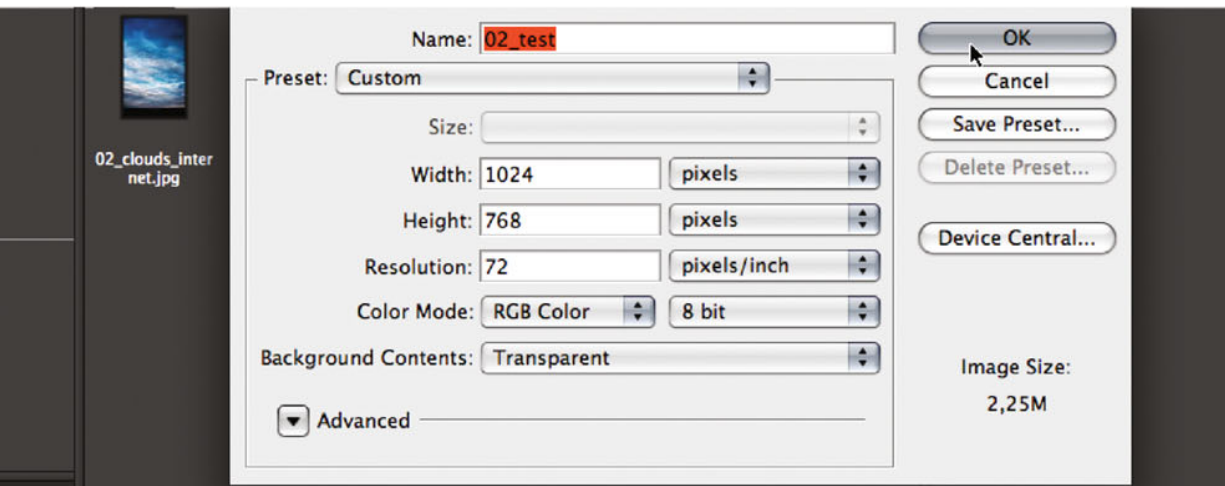 Name: 02_test
OK
Preset: Custom
Cancel
Size:
Save Preset...
02_clouds_inter
net.jpg
Width: 1024 pixels
Delete Preset...
Height: 768 pixels
Device Central...
Resolution: 72 pixels/inch
Color Mode: RGB Color 8 bit
Background Contents: Transparent
Image Size:
2,25M
Advanced